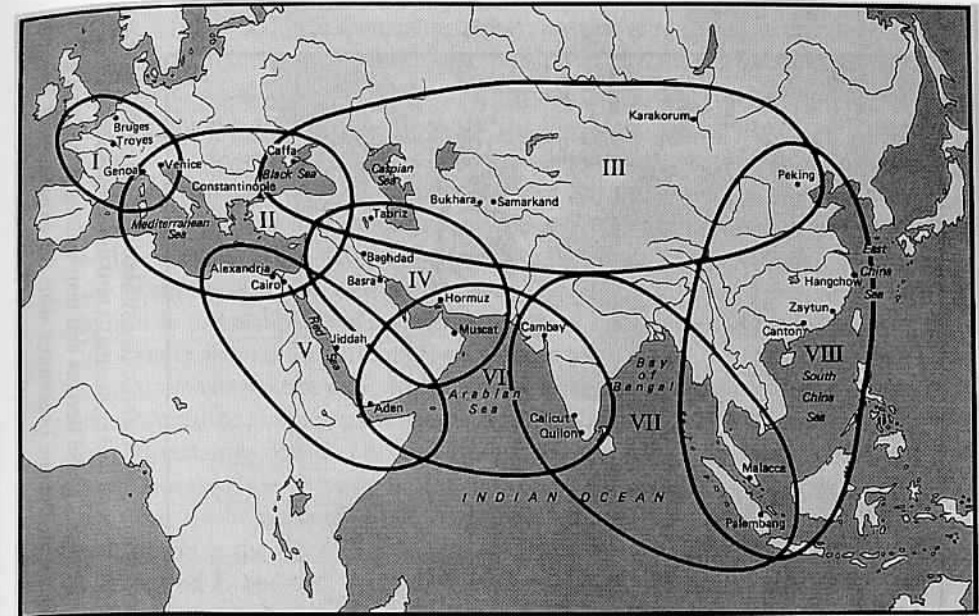 Karakorum
III
Bruges
Troyes
I
Genoa
Venice
Caffa
Black Sea
Constantinople
Caspian
Sea
Peking
Mediterranean
Sea
II
Bukhara
Samarkand
Tabriz
Baghdad
Basra
IV
East
China
Sea
Hangchow
Alexandria
Cairo
Hormuz
Zaytun
Canton
Red
Sea
V
Jiddah
Muscat
Cambay
VIII
South
China
Sea
VI
Arabian
Sea
Bay
of
Bengal
VII
Aden
Calicut
Quilon
Malacca
INDIAN OCEAN
Palembang